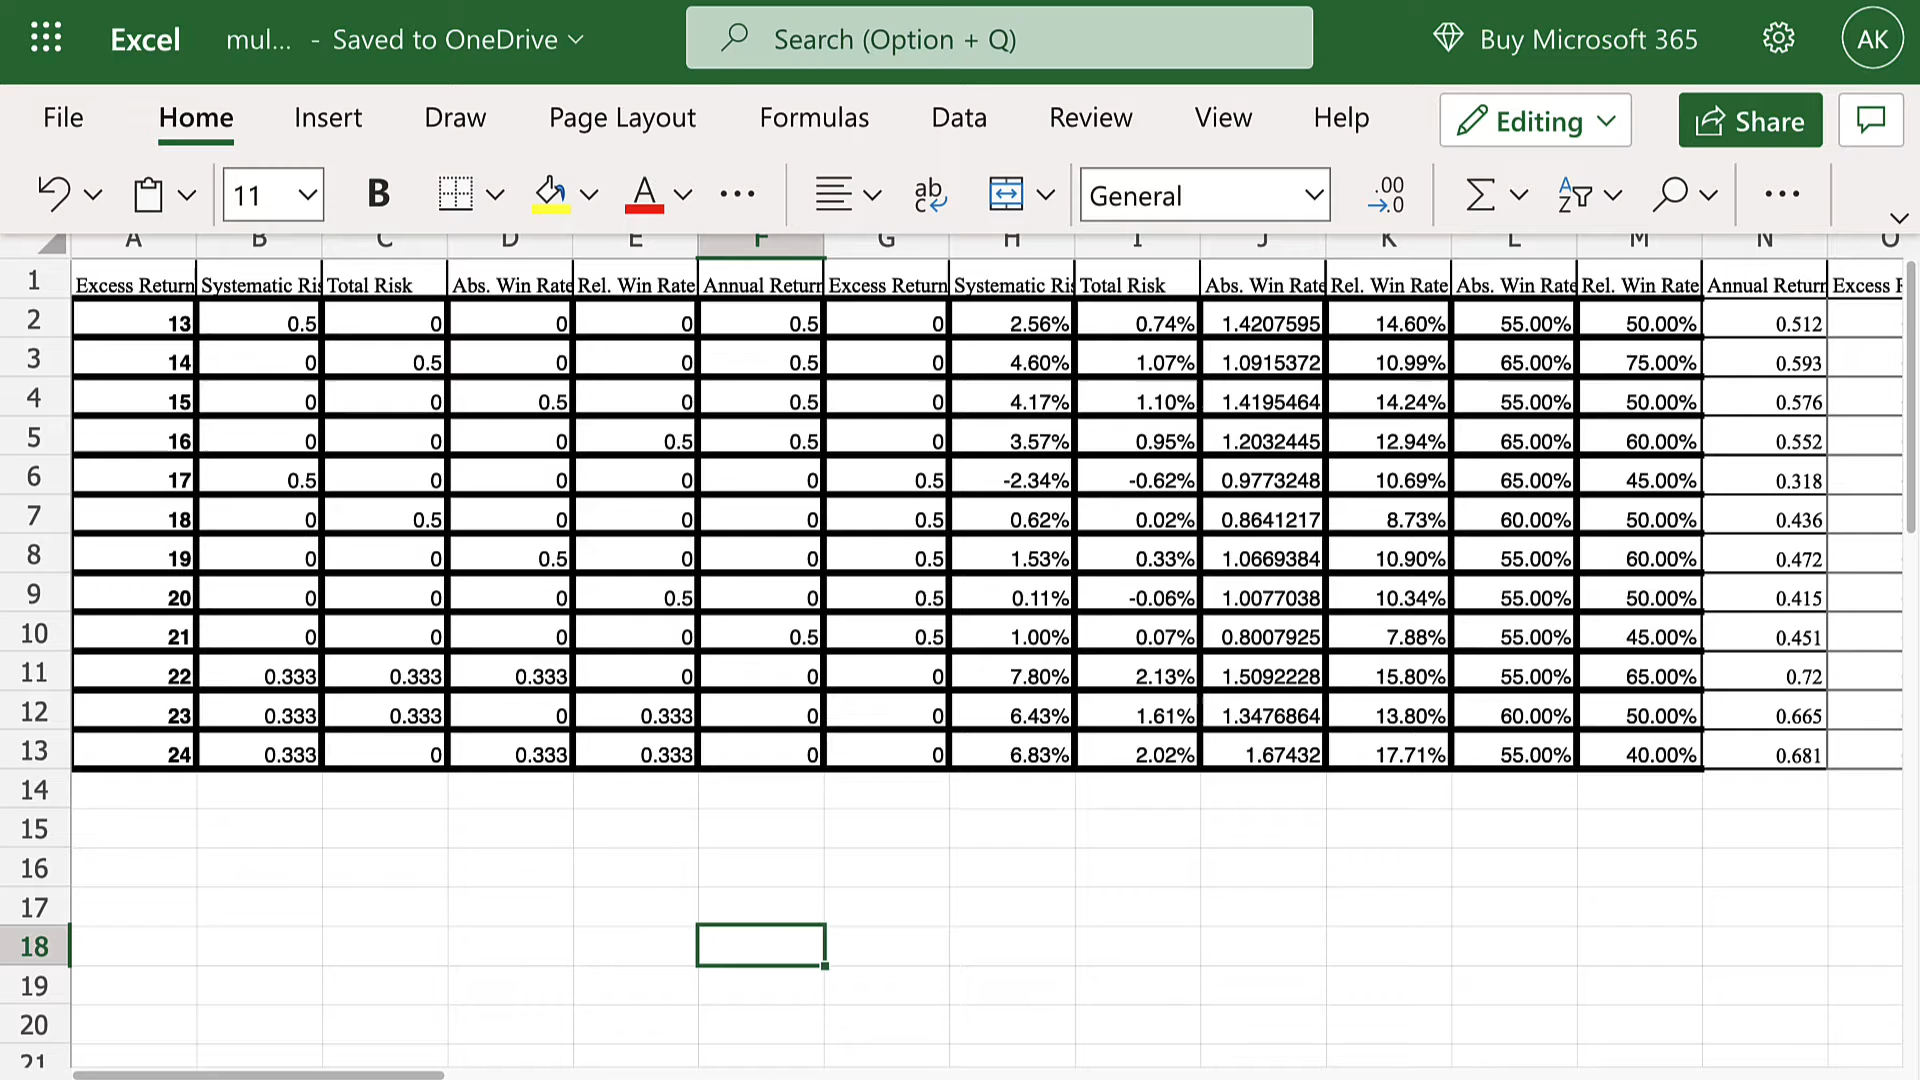 Excel mul... - Saved to OneDrive Search (Option + Q) Buy Microsoft 365 AK
File Home Insert Draw Page Layout Formulas Data Review View Help Editing Share
11 B A ... ab c General .00 →.0 Σ A Z ...
A B C D E F G H I J K L M N O
1 Excess Return Systematic Ris Total Risk Abs. Win Rate Rel. Win Rate Annual Return Excess Return Systematic Ris Total Risk Abs. Win Rate Rel. Win Rate Abs. Win Rate Rel. Win Rate Annual Return Excess R
2 13 0.5 0 0 0 0.5 0 2.56% 0.74% 1.4207595 14.60% 55.00% 50.00% 0.512
3 14 0 0.5 0 0 0.5 0 4.60% 1.07% 1.0915372 10.99% 65.00% 75.00% 0.593
4 15 0 0 0.5 0 0.5 0 4.17% 1.10% 1.4195464 14.24% 55.00% 50.00% 0.576
5 16 0 0 0 0.5 0.5 0 3.57% 0.95% 1.2032445 12.94% 65.00% 60.00% 0.552
6 17 0.5 0 0 0 0 0.5 -2.34% -0.62% 0.9773248 10.69% 65.00% 45.00% 0.318
7 18 0 0.5 0 0 0 0.5 0.62% 0.02% 0.8641217 8.73% 60.00% 50.00% 0.436
8 19 0 0 0.5 0 0 0.5 1.53% 0.33% 1.0669384 10.90% 55.00% 60.00% 0.472
9 20 0 0 0 0.5 0 0.5 0.11% -0.06% 1.0077038 10.34% 55.00% 50.00% 0.415
10 21 0 0 0 0 0.5 0.5 1.00% 0.07% 0.8007925 7.88% 55.00% 45.00% 0.451
11 22 0.333 0.333 0.333 0 0 0 7.80% 2.13% 1.5092228 15.80% 55.00% 65.00% 0.72
12 23 0.333 0.333 0 0.333 0 0 6.43% 1.61% 1.3476864 13.80% 60.00% 50.00% 0.665
13 24 0.333 0 0.333 0.333 0 0 6.83% 2.02% 1.67432 17.71% 55.00% 40.00% 0.681
14
15
16
17
18
19
20
21